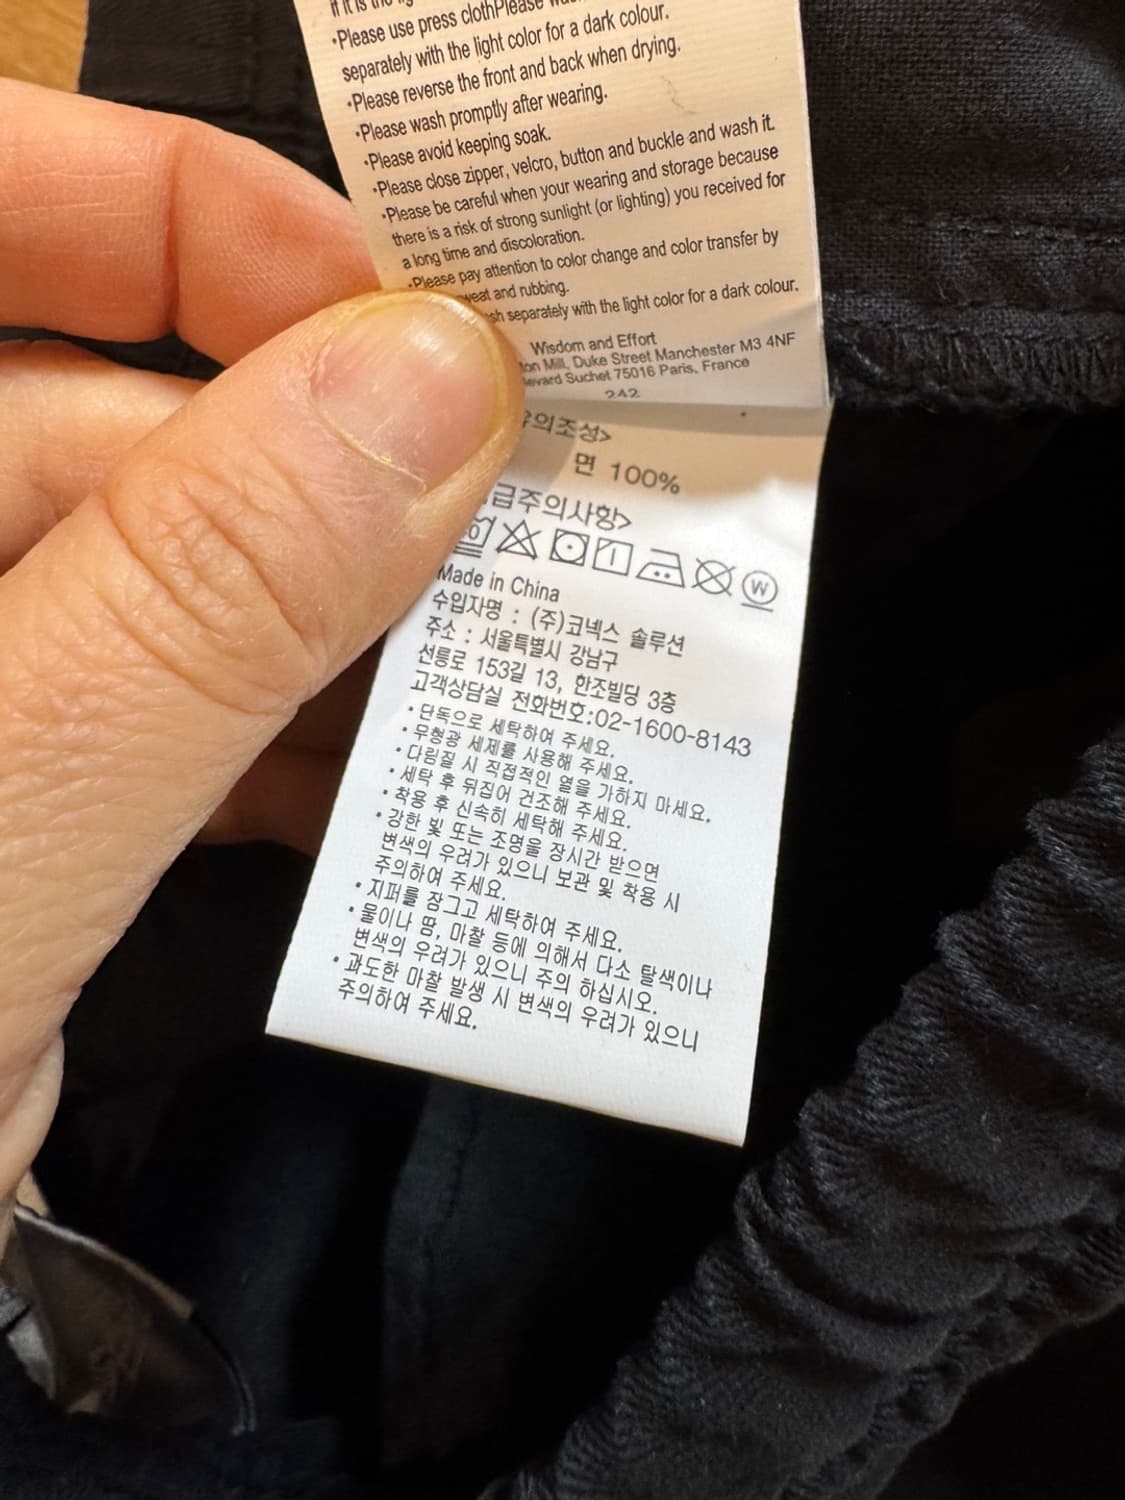 ·Please use press clothPlease
separately with the light color for a dark colour.
·Please reverse the front and back when drying.
·Please wash promptly after wearing.
·Please avoid keeping soak.
·Please close zipper, velcro, button and buckle and wash it.
·Please be careful when your wearing and storage because
there is a risk of strong sunlight (or lighting) you received for
a long time and discoloration.
·Please pay attention to color change and color transfer by
and rubbing.
separately with the light color for a dark colour.
Wisdom and Effort
Mill, Duke Street Manchester M3 4NF
Suchet 75016 Paris, France
242
면 100%
W
Made in China
수입자명 : (주)코넥스 솔루션
주소 : 서울특별시 강남구
선릉로 153길 13, 한조빌딩 3층
고객상담실 전화번호:02-1600-8143
· 단독으로 세탁하여 주세요.
· 무형광 세제를 사용해 주세요.
· 다림질 시 직접적인 열을 가하지 마세요.
· 세탁 후 뒤집어 건조해 주세요.
· 착용 후 신속히 세탁해 주세요.
· 강한 빛 또는 조명을 장시간 받으면
변색의 우려가 있으니 보관 및 착용 시
주의하여 주세요.
· 지퍼를 잠그고 세탁하여 주세요.
· 물이나 땀, 마찰 등에 의해서 다소 탈색이나
변색의 우려가 있으니 주의 하십시오.
· 과도한 마찰 발생 시 변색의 우려가 있으니
주의하여 주세요.